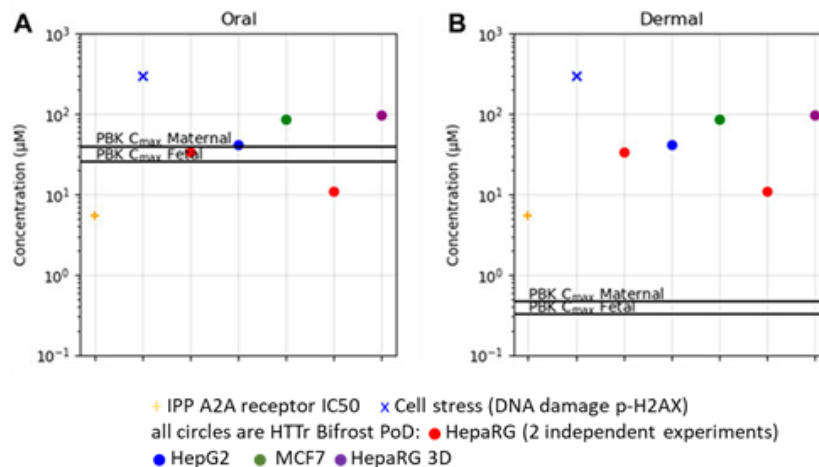 A
Oral
Concentration (μM)
10³
10²
10¹
10⁰
10⁻¹
PBK Cmax Maternal
PBK Cmax Fetal
B
Dermal
Concentration (μM)
10³
10²
10¹
10⁰
10⁻¹
PBK Cmax Maternal
PBK Cmax Fetal
+ IPP A2A receptor IC50 x Cell stress (DNA damage p-H2AX)
all circles are HTTr Bifrost PoD: ● HepaRG (2 independent experiments)
● HepG2 ● MCF7 ● HepaRG 3D